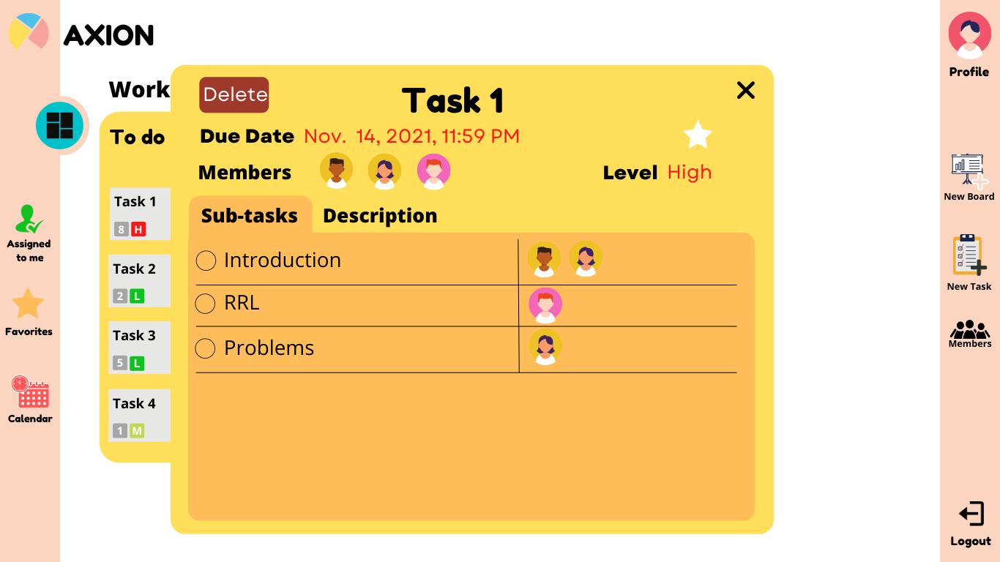 AXION
Work
To do
Task 1
8 H
Task 2
2 L
Task 3
5 L
Task 4
1 M
Assigned
to me
Favorites
Calendar
Delete
Task 1
Due Date Nov. 14, 2021, 11:59 PM
Members
Level High
Sub-tasks Description
Introduction
RRL
Problems
Profile
New Board
New Task
Members
Logout